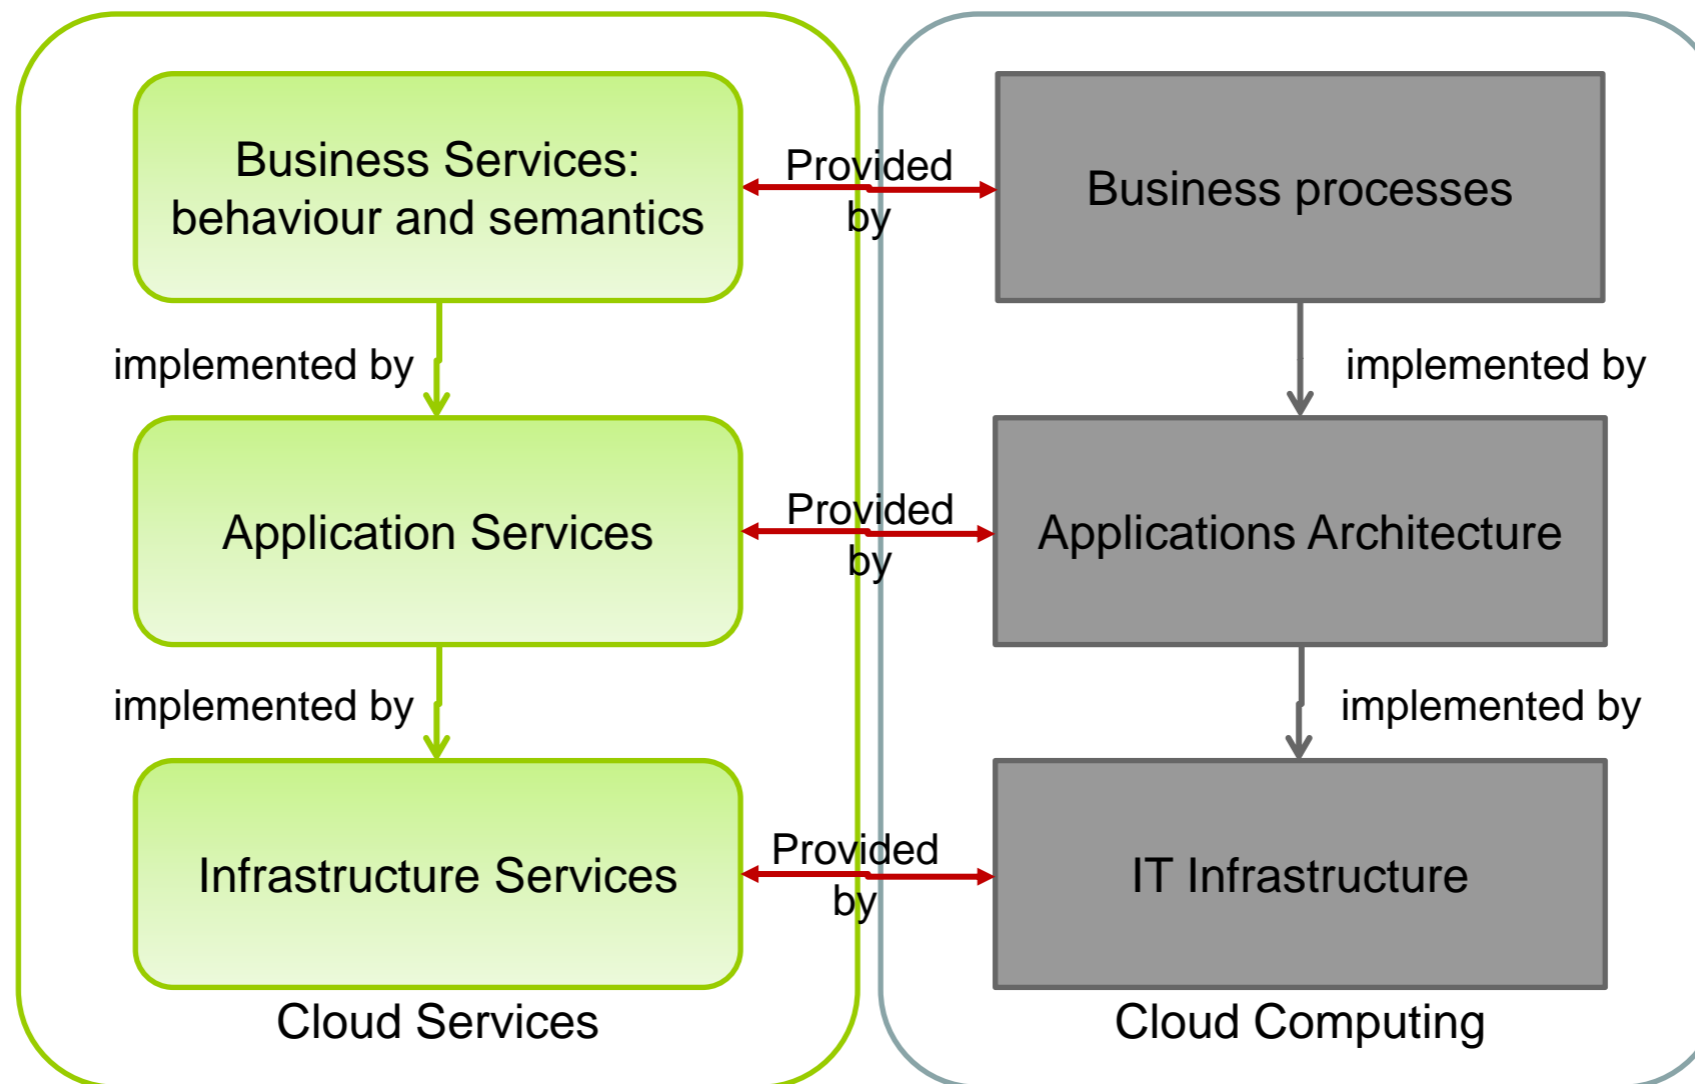 Business Services:
behaviour and semantics
Provided
by
Business processes
implemented by
implemented by
Application Services
Provided
by
Applications Architecture
implemented by
implemented by
Infrastructure Services
Provided
by
IT Infrastructure
Cloud Services
Cloud Computing